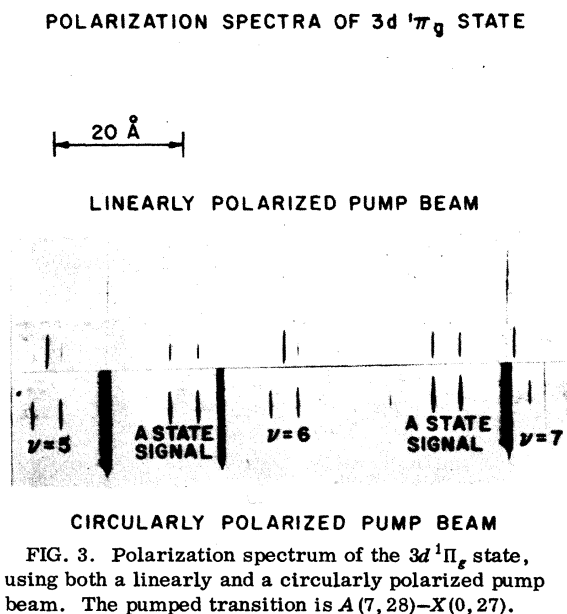 POLARIZATION SPECTRA OF 3d ¹π_g STATE
20 Å
LINEARLY POLARIZED PUMP BEAM
ν=5
A STATE
SIGNAL
ν=6
A STATE
SIGNAL
ν=7
CIRCULARLY POLARIZED PUMP BEAM
FIG. 3. Polarization spectrum of the 3d ¹Π_g state,
using both a linearly and a circularly polarized pump
beam. The pumped transition is A(7, 28)–X(0, 27).